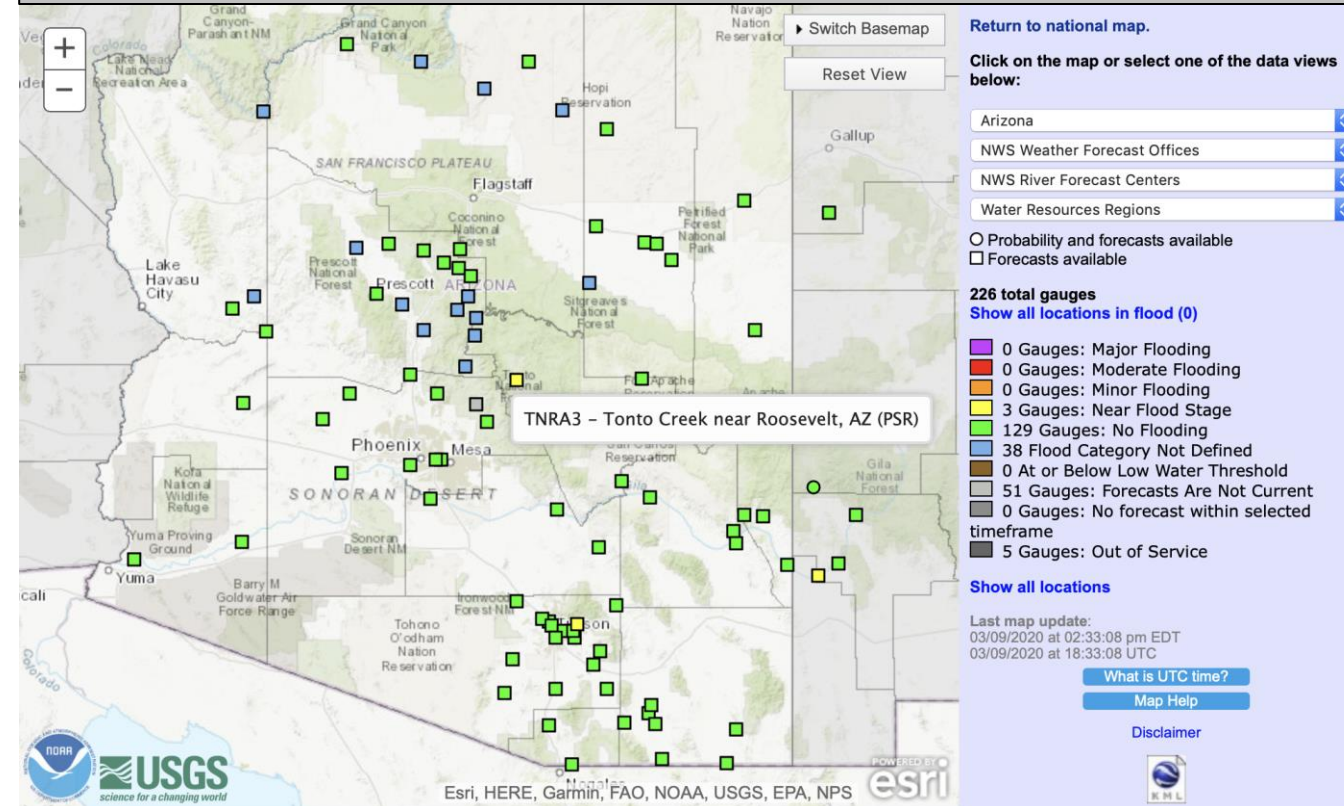 Grand
Canyon-
Parashant NM
Grand Canyon
National
Park
Navajo
Nation
Reservation
Switch Basemap
Reset View
+
−
Colorado
Lake Mead
National
Recreation Area
Hopi
Reservation
Gallup
SAN FRANCISCO PLATEAU
Flagstaff
Coconino
National
Forest
Petrified
Forest
National
Park
Lake
Havasu
City
Prescott
National
Forest
Prescott
ARIZONA
Sitgreaves
National
Forest
Tonto
National
TNRA3 – Tonto Creek near Roosevelt, AZ (PSR)
Phoenix
Mesa
San Carlos
Reservation
Gila
Gila
National
Forest
Kofa
National
Wildlife
Refuge
SONORAN DESERT
Yuma Proving
Ground
Sonoran
Desert NM
Yuma
cali
Barry M
Goldwater Air
Force Range
Ironwood
Forest NM
Tohono
O'odham
Nation
Reservation
Tucson
Colorado
Nogales
NOAA
USGS
science for a changing world
Esri, HERE, Garmin, FAO, NOAA, USGS, EPA, NPS
POWERED BY
esri
Return to national map.
Click on the map or select one of the data views
below:
Arizona
NWS Weather Forecast Offices
NWS River Forecast Centers
Water Resources Regions
Probability and forecasts available
Forecasts available
226 total gauges
Show all locations in flood (0)
0 Gauges: Major Flooding
0 Gauges: Moderate Flooding
0 Gauges: Minor Flooding
3 Gauges: Near Flood Stage
129 Gauges: No Flooding
38 Flood Category Not Defined
0 At or Below Low Water Threshold
51 Gauges: Forecasts Are Not Current
0 Gauges: No forecast within selected
timeframe
5 Gauges: Out of Service
Show all locations
Last map update:
03/09/2020 at 02:33:08 pm EDT
03/09/2020 at 18:33:08 UTC
What is UTC time?
Map Help
Disclaimer
KML